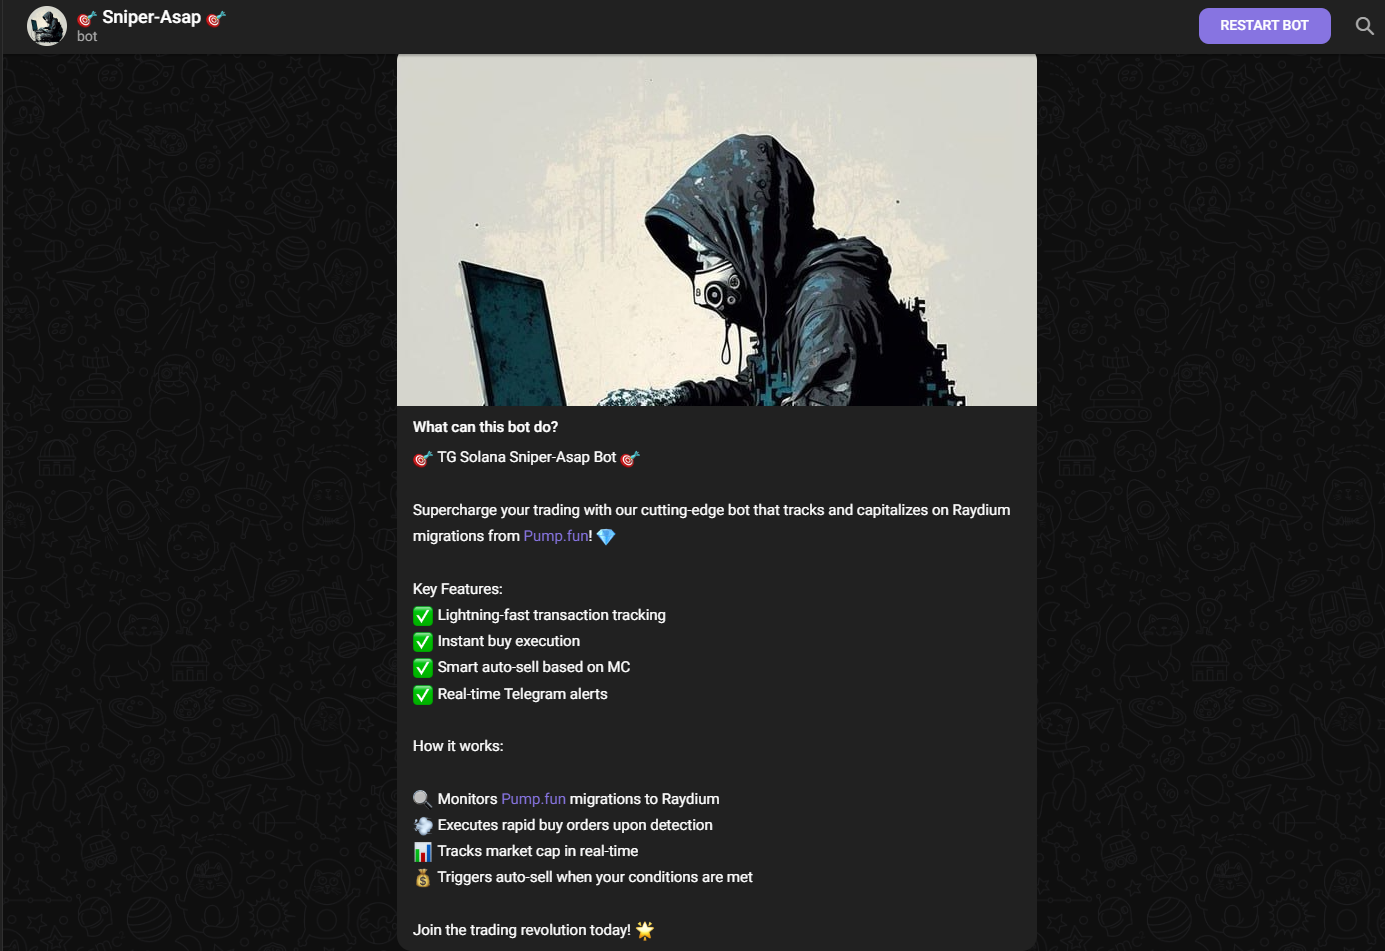 🎯 Sniper-Asap 🎯
bot
RESTART BOT
What can this bot do?
🎯 TG Solana Sniper-Asap Bot 🎯
Supercharge your trading with our cutting-edge bot that tracks and capitalizes on Raydium
migrations from Pump.fun! 💎
Key Features:
✅ Lightning-fast transaction tracking
✅ Instant buy execution
✅ Smart auto-sell based on MC
✅ Real-time Telegram alerts
How it works:
🔍 Monitors Pump.fun migrations to Raydium
💨 Executes rapid buy orders upon detection
📊 Tracks market cap in real-time
💰 Triggers auto-sell when your conditions are met
Join the trading revolution today! 🌟